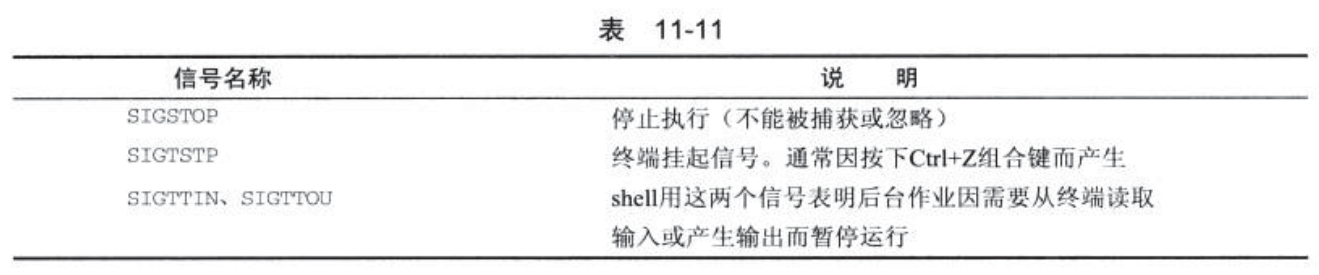 表 11-11
信号名称 说 明
SIGSTOP 停止执行（不能被捕获或忽略）
SIGTSTP 终端挂起信号。通常因按下Ctrl+Z组合键而产生
SIGTTIN、SIGTTOU shell用这两个信号表明后台作业因需要从终端读取
输入或产生输出而暂停运行